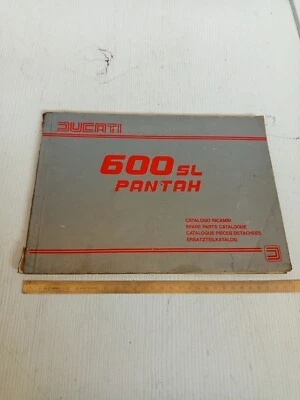 DUCATI
600 SL
PANTAH
CATALOGO RICAMBI
SPARE PARTS CATALOGUE
CATALOGUE PIECES DETACHEES
ERSATZTEILKATALOG